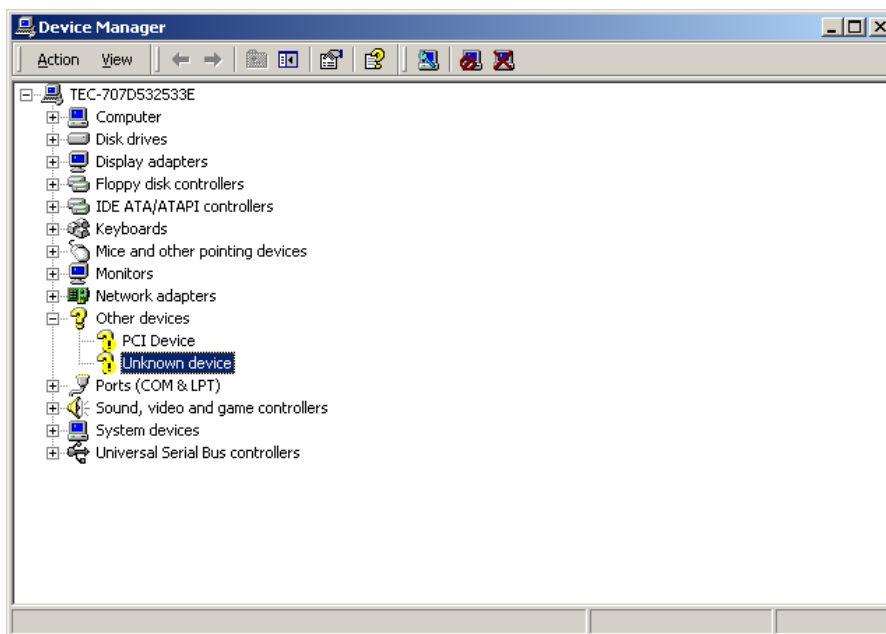 Device Manager
Action View
TEC-707D532533E
Computer
Disk drives
Display adapters
Floppy disk controllers
IDE ATA/ATAPI controllers
Keyboards
Mice and other pointing devices
Monitors
Network adapters
Other devices
PCI Device
Unknown device
Ports (COM & LPT)
Sound, video and game controllers
System devices
Universal Serial Bus controllers